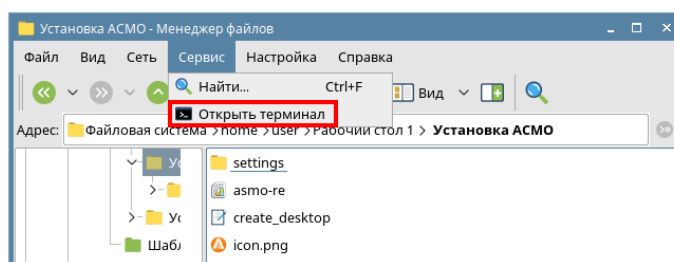 Установка АСМО - Менеджер файлов
Файл Вид Сеть Сервис Настройка Справка
Найти... Ctrl+F
Вид
Открыть терминал
Адрес: Файловая система > home > user > Рабочий стол 1 > Установка АСМО
settings
asmo-re
create_desktop
Шабл
icon.png